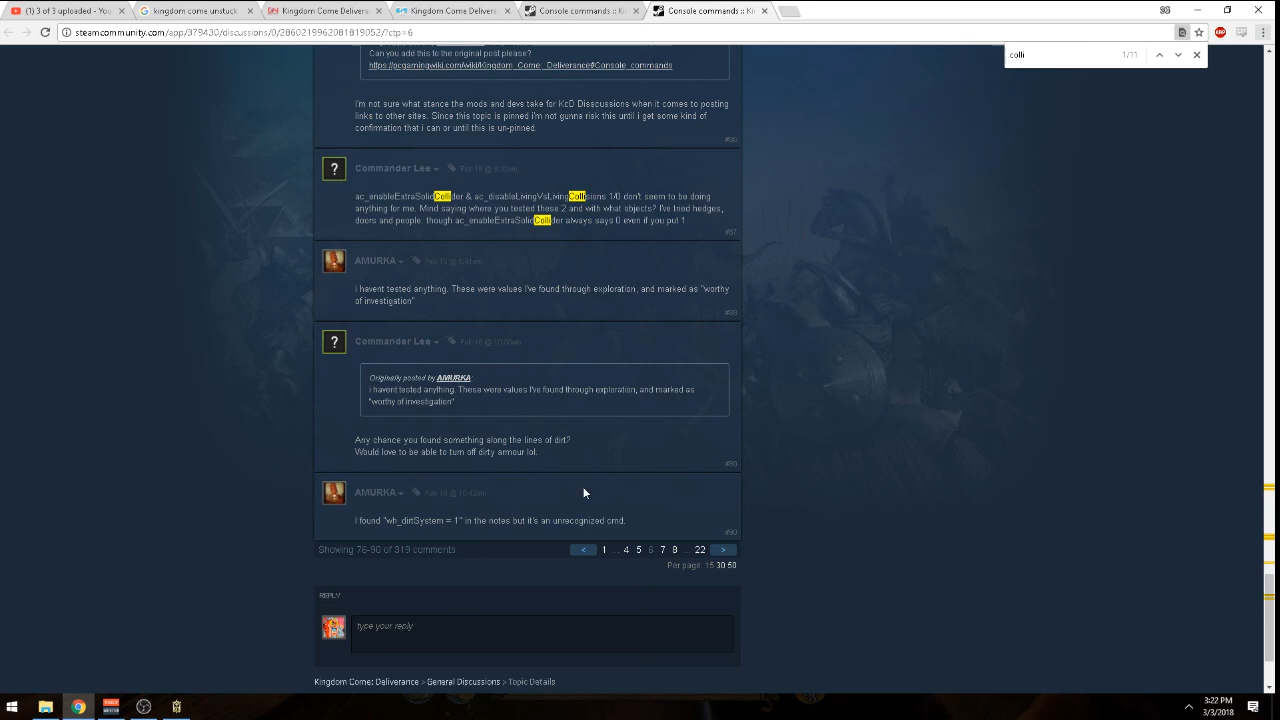 (1) 3 of 3 uploaded - You
kingdom come unstuck
Kingdom Come Delivera
Kingdom Come Deliver
Console commands :: K
Console commands :: Ki
SG
steamcommunity.com/app/379430/discussions/0/2860219962081819052/?ctp=6
colli 1/11
Can you add this to the original post please?
https://pcgamingwiki.com/wiki/Kingdom_Come:_Deliverance#Console_commands
I'm not sure what stance the mods and devs take for KcD Disscussions when it comes to posting
links to other sites. Since this topic is pinned i'm not gunna risk this until i get some kind of
confirmation that i can or until this is un-pinned.
#86
Commander Lee
ac_enableExtraSolidCollider & ac_disableLivingVsLivingCollisions 1/0 don't seem to be doing
anything for me. Mind saying where you tested these 2 and with what objects? I've tried hedges,
doors and people. though ac_enableExtraSolidCollider always says 0 even if you put 1.
#87
AMURKA
i havent tested anything. These were values I've found through exploration, and marked as "worthy
of investigation"
#88
Commander Lee
Originally posted by AMURKA:
i havent tested anything. These were values I've found through exploration, and marked as
"worthy of investigation"
Any chance you found something along the lines of dirt?
Would love to be able to turn off dirty armour lol.
#89
AMURKA
I found "wh_dirtSystem = 1" in the notes but it's an unrecognized cmd.
#90
Showing 76-90 of 319 comments
< 1 ... 4 5 6 7 8 ... 22 >
Per page: 15 30 50
REPLY
type your reply
Kingdom Come: Deliverance > General Discussions > Topic Details
3:22 PM
3/3/2018